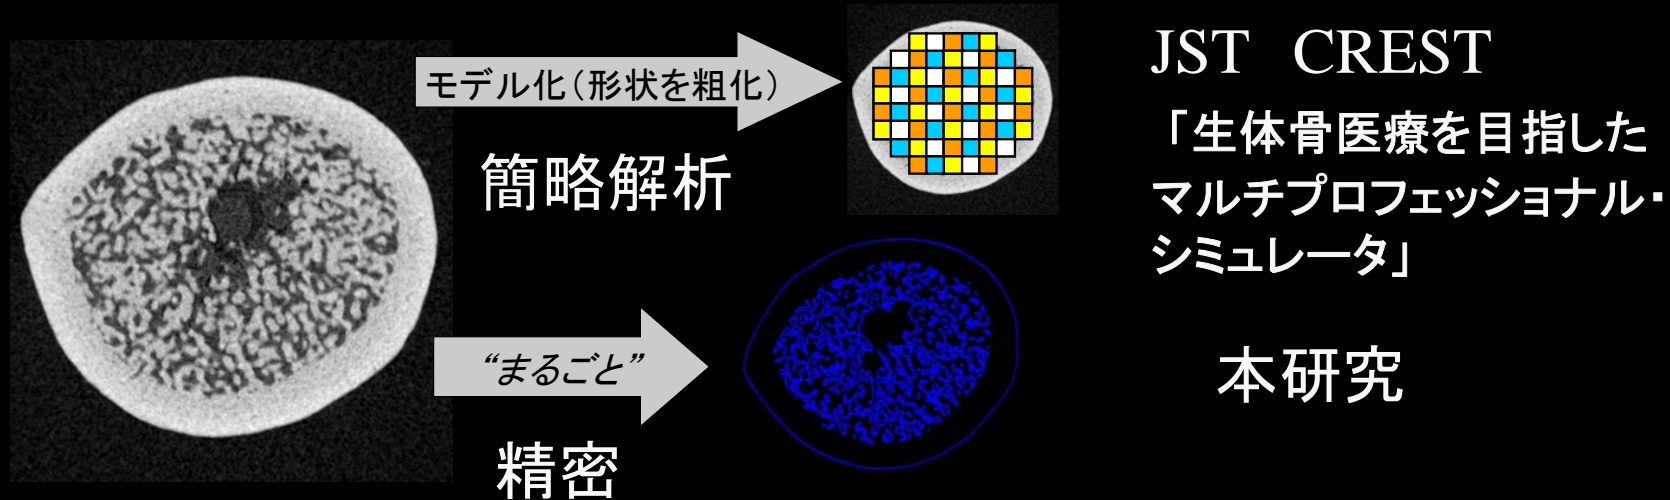 モデル化（形状を粗化）
簡略解析
JST CREST
「生体骨医療を目指した
マルチプロフェッショナル・
シミュレータ」
“まるごと”
精密
本研究